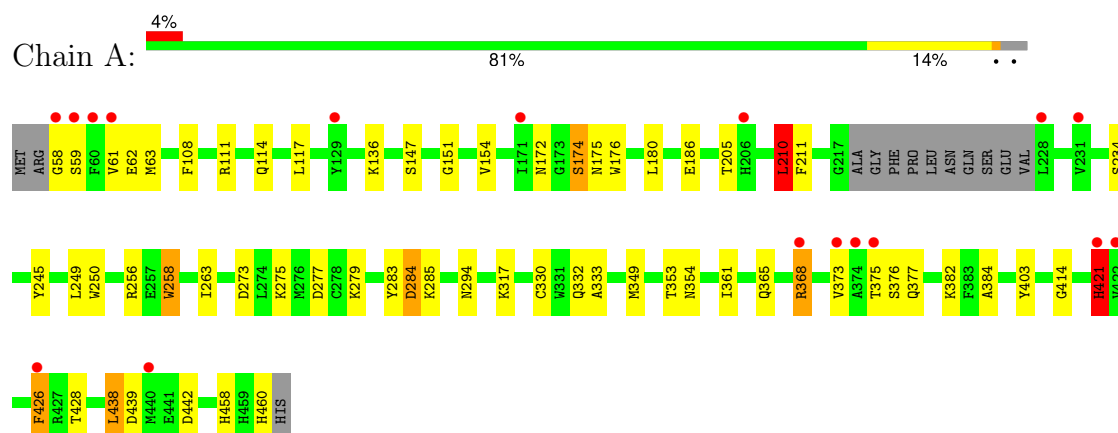 4%
Chain A:
81% 14% • •
MET ARG G58 S59 F60 V61 E62 M63 F108 R111 Q114 L117 Y129 K136 S147 G151 V154 I171 N172 G173 S174 N175 W176 L180 E186 T205 H206 L210 F211 G217 ALA GLY PHE PRO LEU ASN GLN SER GLU VAL L228 V231
Y245 L249 W250 R256 E257 W258 I263 D273 L274 K275 M276 D277 C278 K279 Y283 D284 K285 N294 K317 C330 W331 Q332 A333 M349 T353 N354 I361 Q365 R368 V373 A374 T375 S376 Q377 K382 F383 A384 Y403 G414 H421
F426 R427 T428 L438 D439 M440 E441 D442 H458 H459 H460 HIS